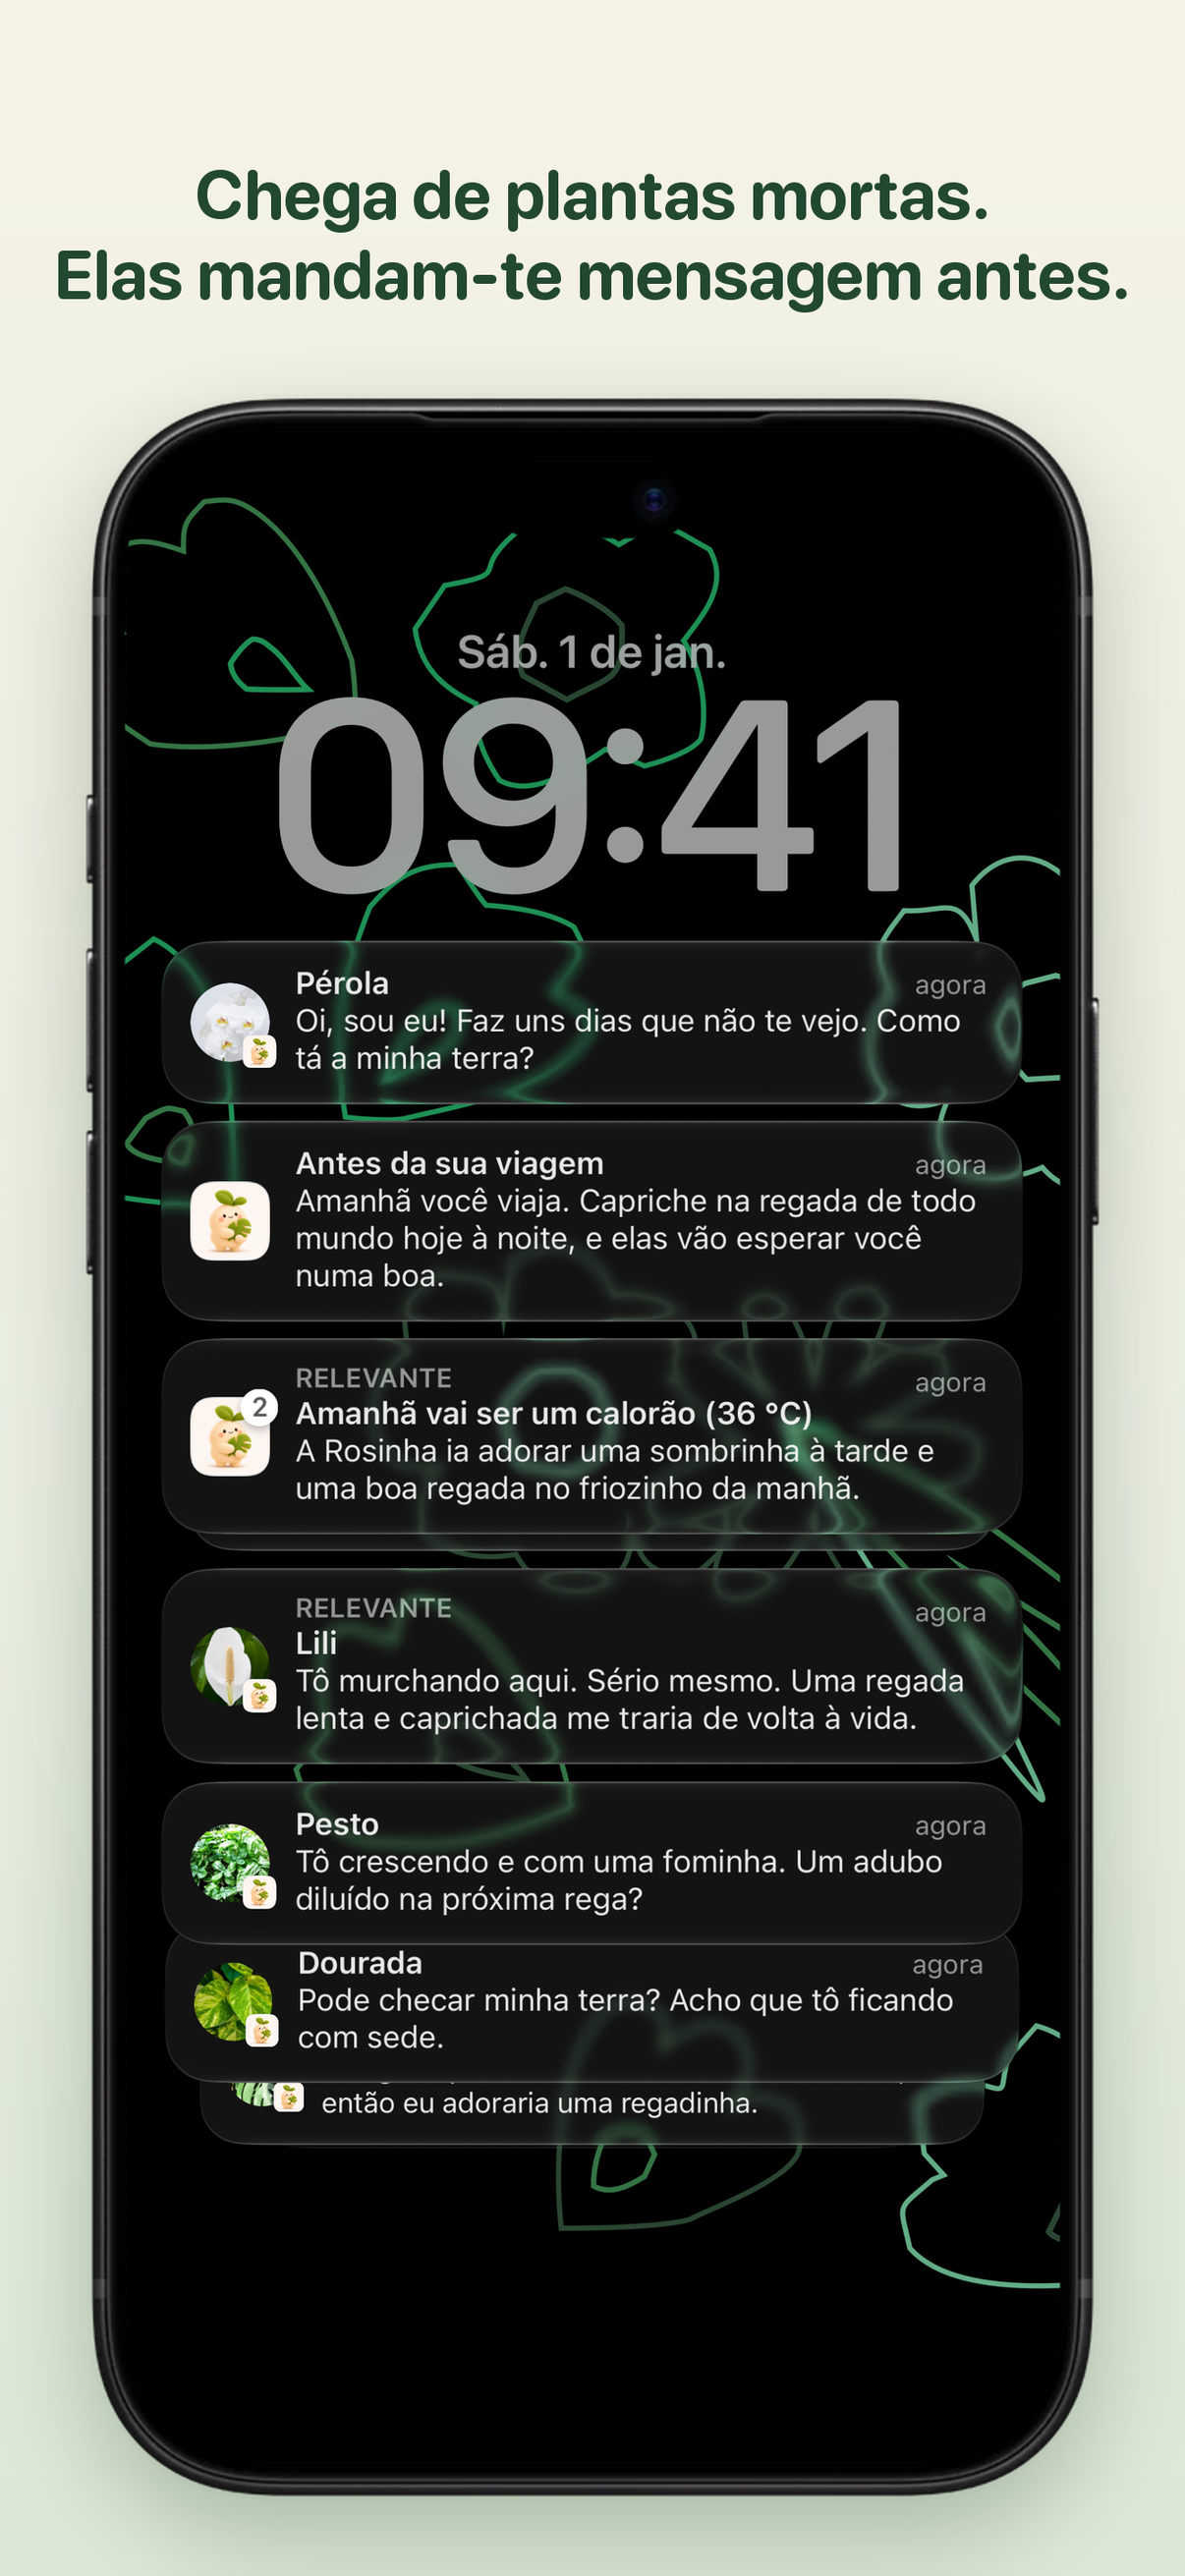 Chega de plantas mortas.
Elas mandam-te mensagem antes.
Sáb. 1 de jan.
09:41
Pérola
agora
Oi, sou eu! Faz uns dias que não te vejo. Como
tá a minha terra?
Antes da sua viagem
agora
Amanhã você viaja. Capriche na regada de todo
mundo hoje à noite, e elas vão esperar você
numa boa.
RELEVANTE
agora
2
Amanhã vai ser um calorão (36 °C)
A Rosinha ia adorar uma sombrinha à tarde e
uma boa regada no friozinho da manhã.
RELEVANTE
agora
Lili
Tô murchando aqui. Sério mesmo. Uma regada
lenta e caprichada me traria de volta à vida.
Pesto
agora
Tô crescendo e com uma fominha. Um adubo
diluído na próxima rega?
Dourada
agora
Pode checar minha terra? Acho que tô ficando
com sede.
então eu adoraria uma regadinha.